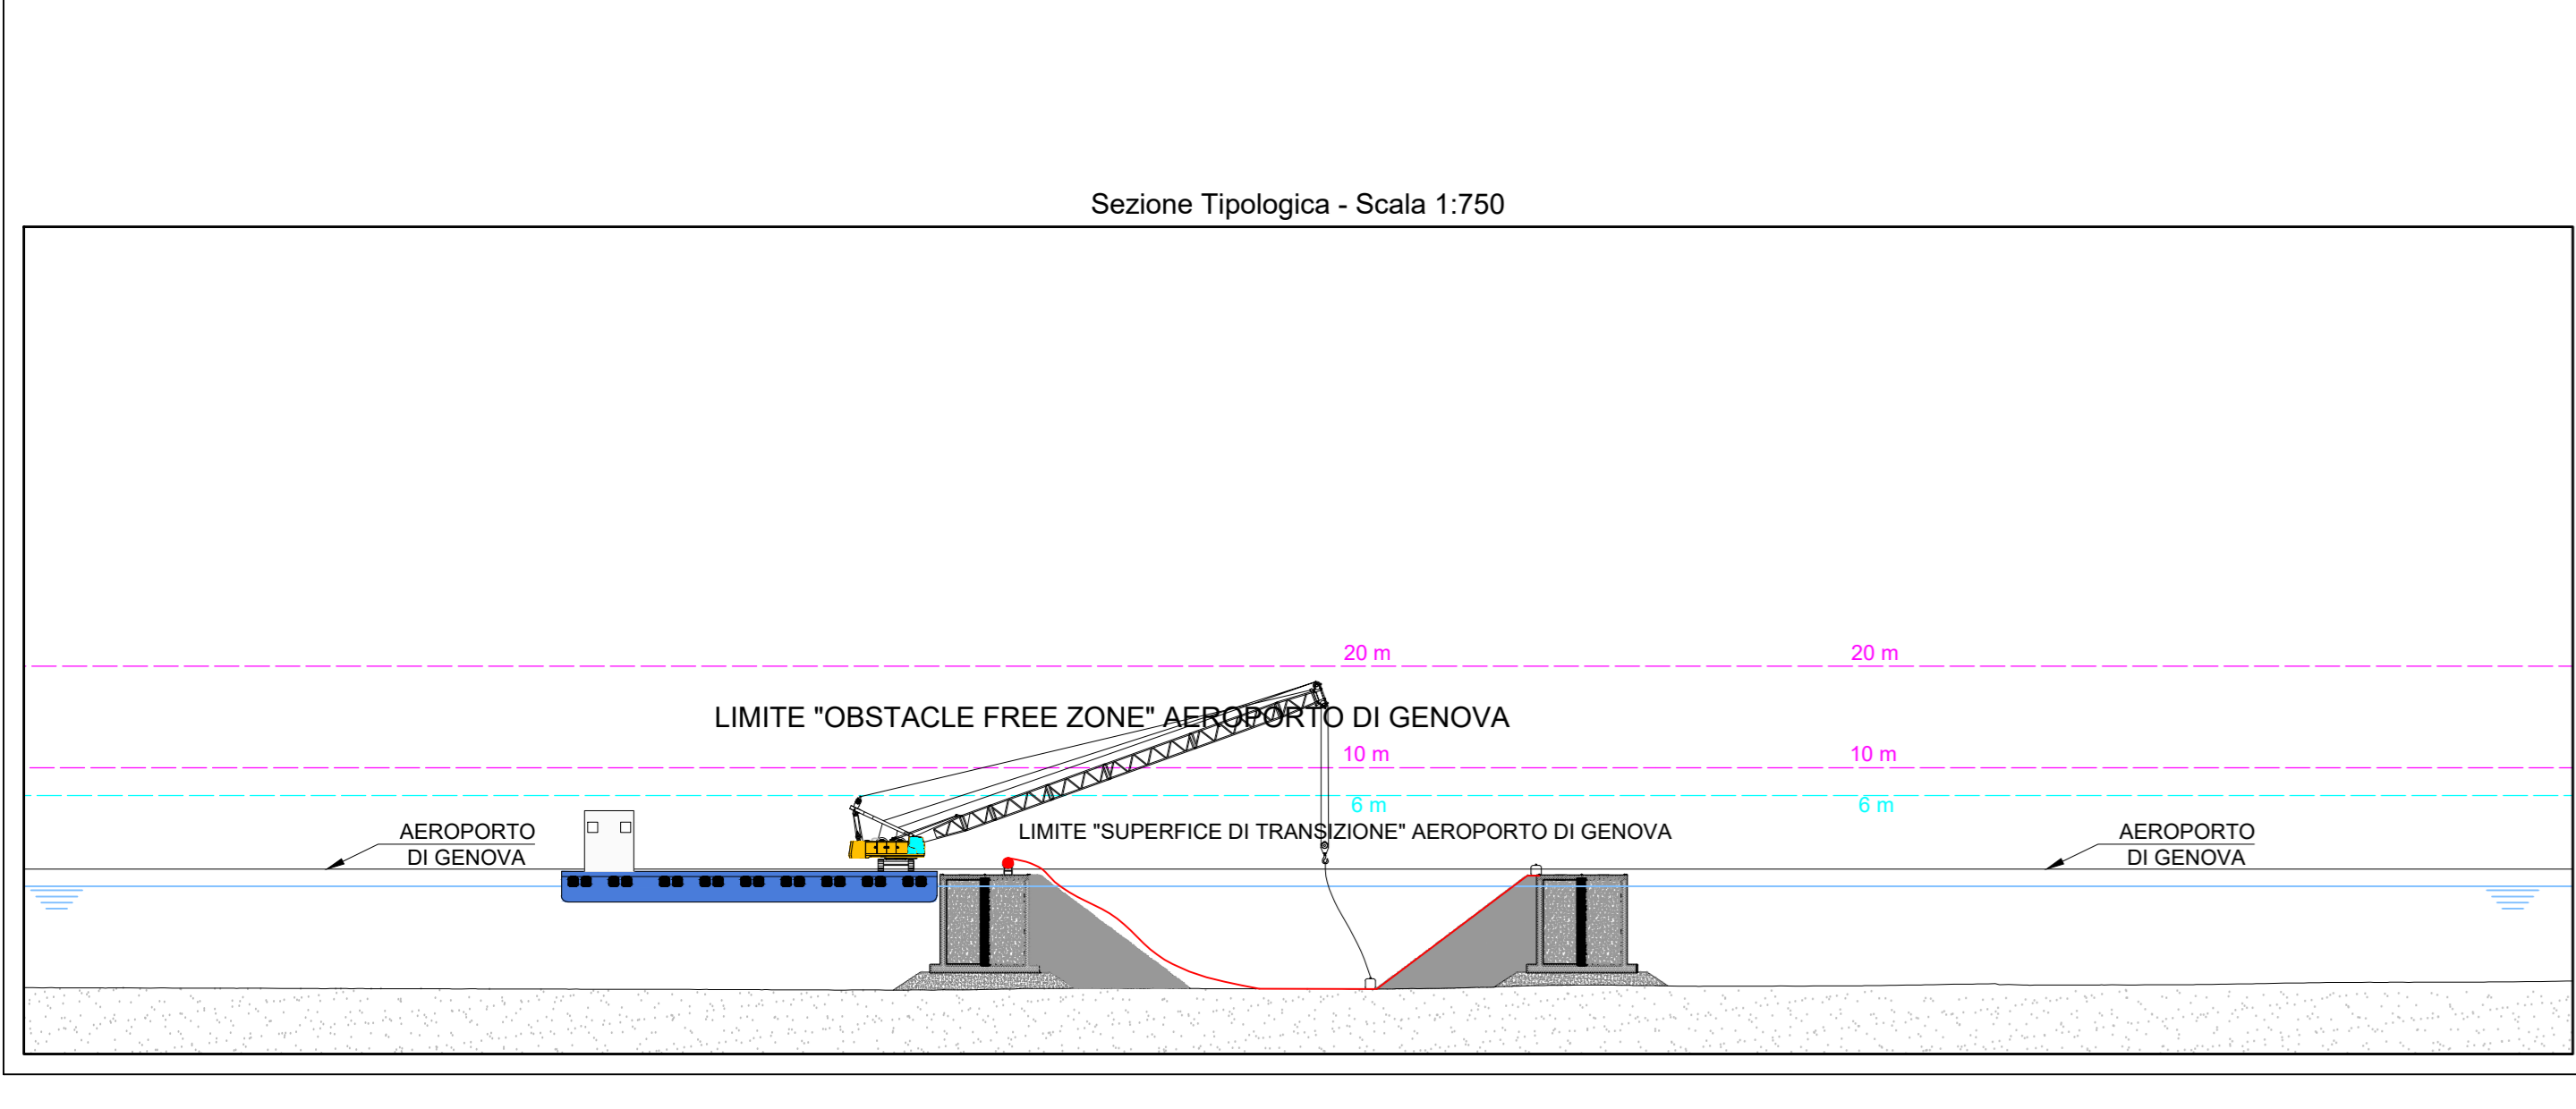 Sezione Tipologica - Scala 1:750
20 m
20 m
LIMITE "OBSTACLE FREE ZONE" AEROPORTO DI GENOVA
10 m
10 m
6 m
6 m
AEROPORTO
DI GENOVA
LIMITE "SUPERFICE DI TRANSIZIONE" AEROPORTO DI GENOVA
AEROPORTO
DI GENOVA